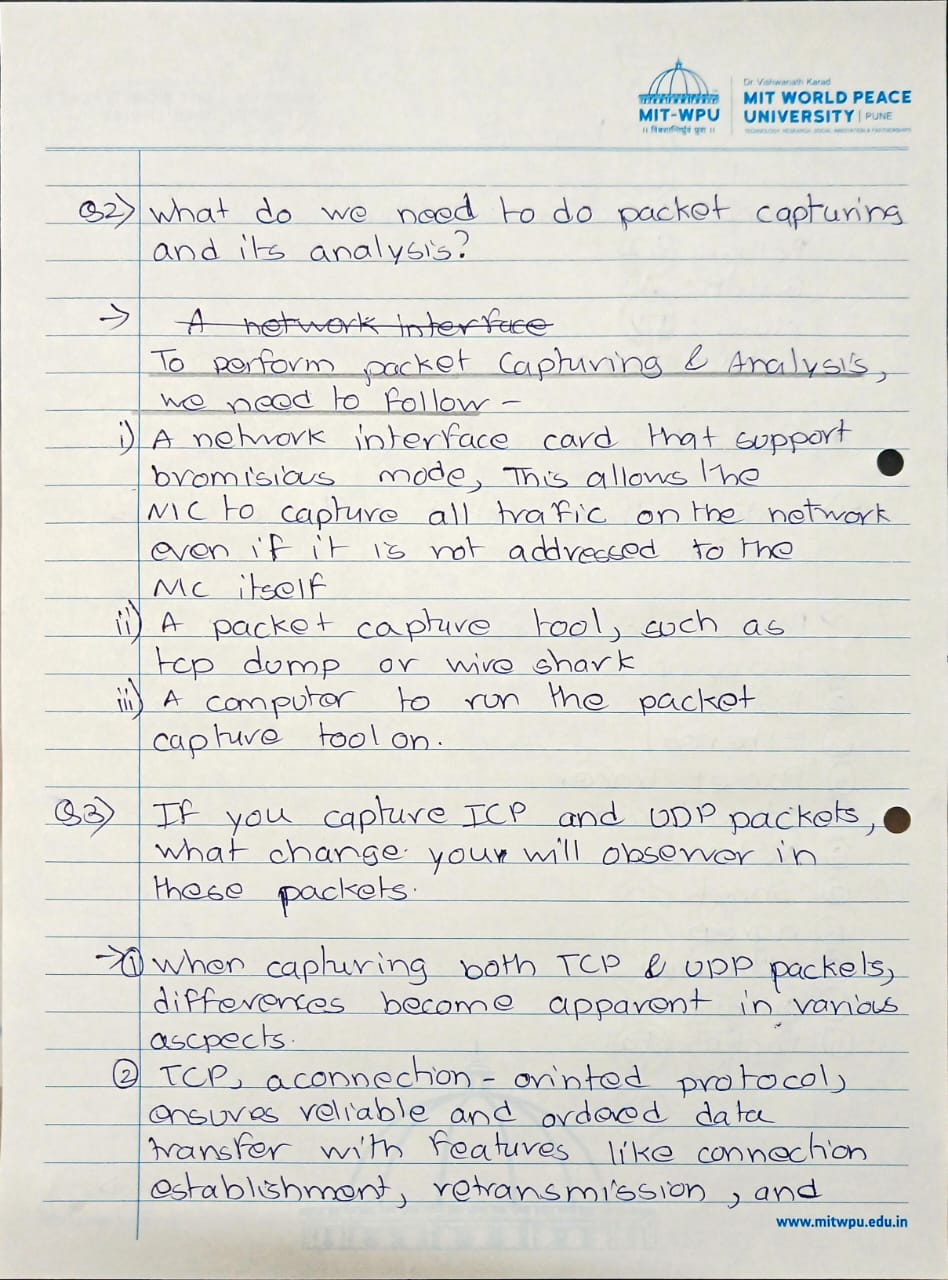 Dr. Vishwanath Karad
MIT WORLD PEACE
UNIVERSITY | PUNE
TECHNOLOGY, RESEARCH, SOCIAL INNOVATION & PARTNERSHIPS
MIT-WPU
॥ विश्वशान्तिर्ध्रुवं ध्रुवा ॥
Q2) What do we need to do packet capturing
and its analysis?
→ A network interface
To perform packet Capturing & Analysis,
we need to follow -
i) A network interface card that support
bromisious mode, This allows the
NIC to capture all trafic on the network
even if it is not addressed to the
NIC itself
ii) A packet capture tool, such as
tcp dump or wire shark
iii) A computer to run the packet
capture tool on.
Q3) If you capture TCP and UDP packets,
what change your will observer in
these packets.
→ ① When capturing both TCP & UDP packets,
differences become apparent in various
ascpects.
② TCP, a connection - orinted protocol,
ensures reliable and ordered data
transfer with features like connection
establishment, retransmission, and
www.mitwpu.edu.in